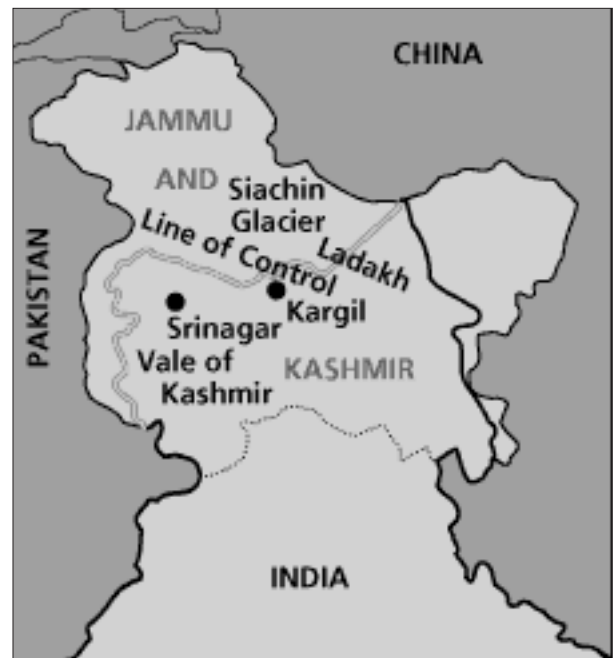 CHINA
JAMMU
AND
Siachin
Glacier
Line of Control
Ladakh
PAKISTAN
Kargil
Srinagar
Vale of
Kashmir
KASHMIR
INDIA